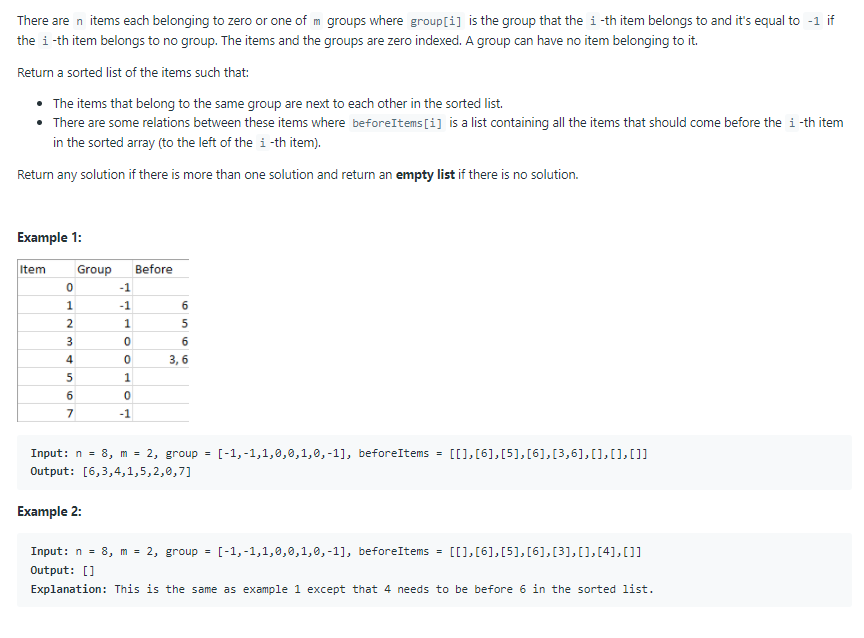 There are n items each belonging to zero or one of m groups where group[i] is the group that the i -th item belongs to and it's equal to -1 if
the i -th item belongs to no group. The items and the groups are zero indexed. A group can have no item belonging to it.
Return a sorted list of the items such that:
• The items that belong to the same group are next to each other in the sorted list.
• There are some relations between these items where beforeItems[i] is a list containing all the items that should come before the i -th item
in the sorted array (to the left of the i -th item).
Return any solution if there is more than one solution and return an empty list if there is no solution.
Example 1:
Item Group Before
0 -1
1 -1 6
2 1 5
3 0 6
4 0 3, 6
5 1
6 0
7 -1
Input: n = 8, m = 2, group = [-1,-1,1,0,0,1,0,-1], beforeItems = [[],[6],[5],[6],[3,6],[],[],[]]
Output: [6,3,4,1,5,2,0,7]
Example 2:
Input: n = 8, m = 2, group = [-1,-1,1,0,0,1,0,-1], beforeItems = [[],[6],[5],[6],[3],[],[4],[]]
Output: []
Explanation: This is the same as example 1 except that 4 needs to be before 6 in the sorted list.